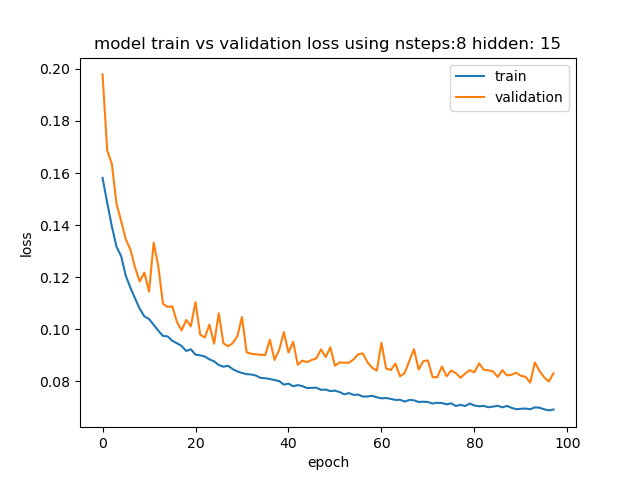 model train vs validation loss using nsteps:8 hidden: 15
train
validation
0.20
0.18
0.16
0.14
0.12
0.10
0.08
loss
0 20 40 60 80 100
epoch